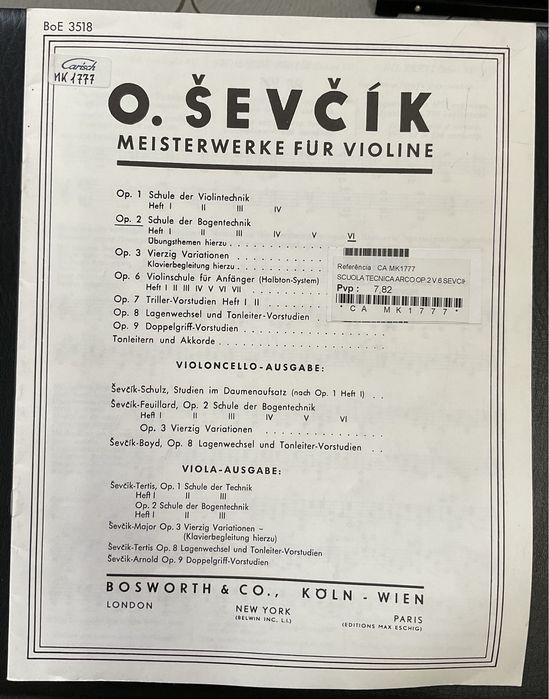 BoE 3518
Carisch
MK 1777
O. ŠEVČÍK
MEISTERWERKE FÜR VIOLINE
Op. 1 Schule der Violintechnik
Heft I II III IV
Op. 2 Schule der Bogentechnik
Heft I II III IV V VI
Übungsthemen hierzu . . . . . . . . . . .
Op. 3 Vierzig Variationen . . . . . . . . . .
Klavierbegleitung hierzu . . . . . . . . . .
Op. 6 Violinschule für Anfänger (Halbton-System)
Heft I II III IV V VI VII
Op. 7 Triller-Vorstudien Heft I II . . . . . . .
Op. 8 Lagenwechsel und Tonleiter-Vorstudien .
Op. 9 Doppelgriff-Vorstudien . . . . . . . . .
Tonleitern und Akkorde . . . . . . . . . . . .
Referência : CA MK1777
SCUOLA TECNICA ARCO OP.2 V.6 SEVCIK
Pvp : 7,82
* CA MK1777 *
VIOLONCELLO-AUSGABE:
Ševčík-Schulz, Studien im Daumenaufsatz (nach Op. 1 Heft I) . .
Ševčík-Feuillard, Op. 2 Schule der Bogentechnik
Heft I II III IV V VI
Op. 3 Vierzig Variationen . . . . . . . . . .
Ševčík-Boyd, Op. 8 Lagenwechsel und Tonleiter-Vorstudien . .
VIOLA-AUSGABE:
Ševčík-Tertis, Op. 1 Schule der Technik
Heft I II III
Op. 2 Schule der Bogentechnik
Heft I II III
Ševčík-Major Op. 3 Vierzig Variationen –
(Klavierbegleitung hierzu)
Ševčík-Tertis Op. 8 Lagenwechsel und Tonleiter-Vorstudien
Ševčík-Arnold Op. 9 Doppelgriff-Vorstudien
BOSWORTH & CO., KÖLN - WIEN
LONDON NEW YORK PARIS
(BELWIN INC. L.I.) (EDITIONS MAX ESCHIG)